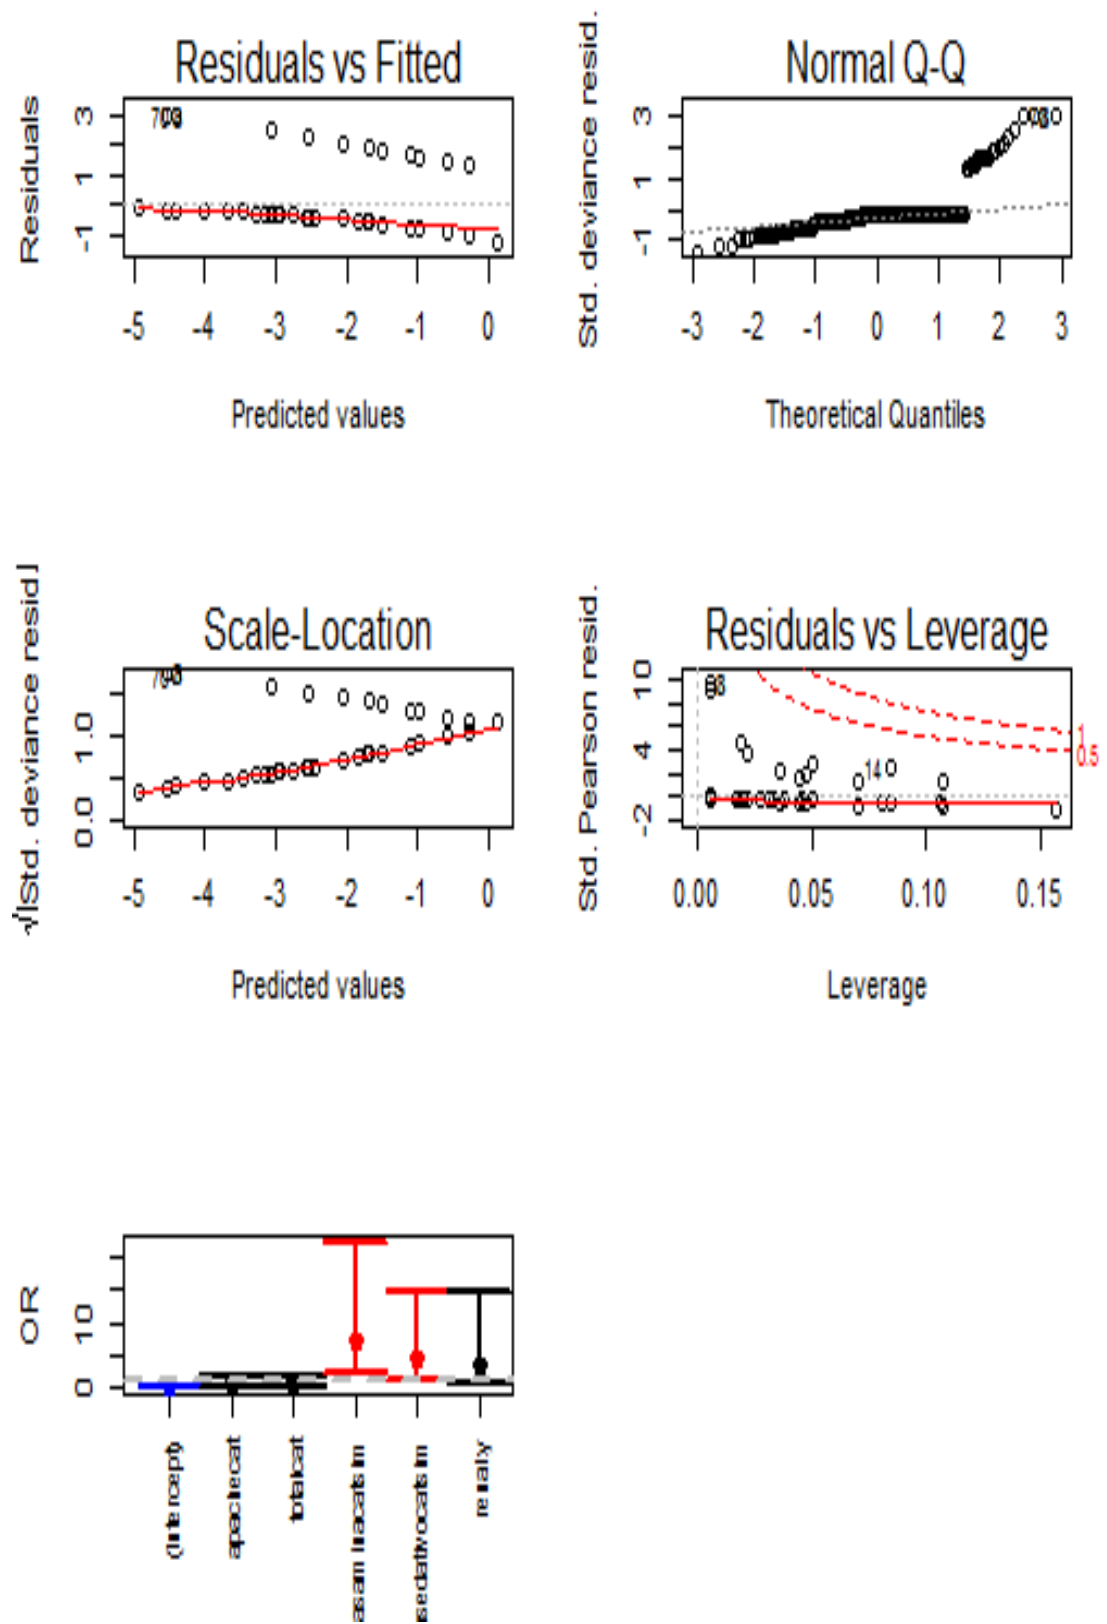 Residuals vs Fitted
Residuals
3
1
-1
-5 -4 -3 -2 -1 0
Predicted values
Normal Q-Q
Std. deviance resid.
3
1
-1
-3 -2 -1 0 1 2 3
Theoretical Quantiles
Scale-Location
√|Std. deviance resid.|
1.0
0.0
-5 -4 -3 -2 -1 0
Predicted values
Residuals vs Leverage
Std. Pearson resid.
10
4
-2
14
1
0.5
0.00 0.05 0.10 0.15
Leverage
OR
10
0
(Intercept)
apachecat
totalcat